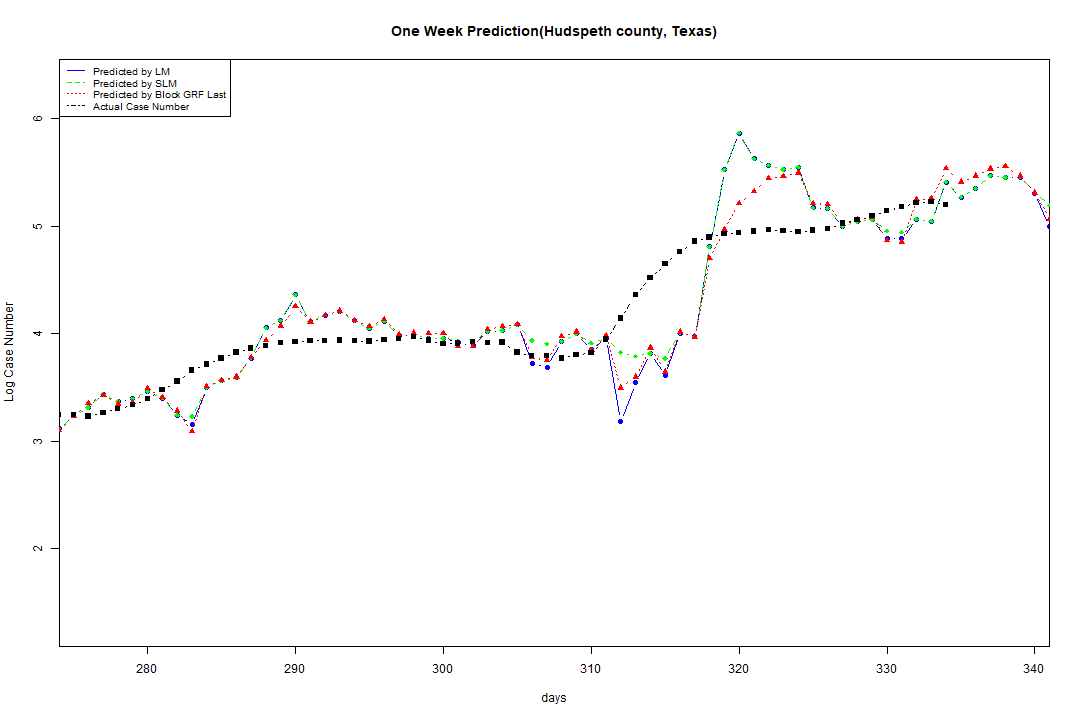 One Week Prediction(Hudspeth county, Texas)
Predicted by LM
Predicted by SLM
Predicted by Block GRF Last
Actual Case Number
6
5
4
3
2
Log Case Number
280 290 300 310 320 330 340
days